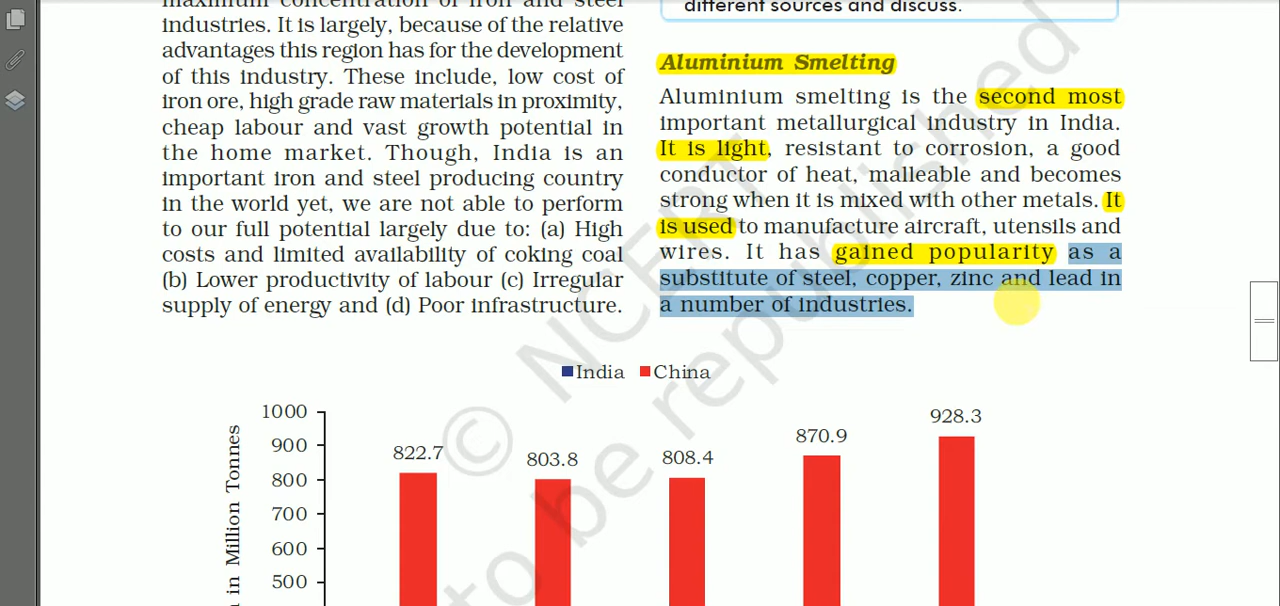 maximum concentration of iron and steel
industries. It is largely, because of the relative
advantages this region has for the development
of this industry. These include, low cost of
iron ore, high grade raw materials in proximity,
cheap labour and vast growth potential in
the home market. Though, India is an
important iron and steel producing country
in the world yet, we are not able to perform
to our full potential largely due to: (a) High
costs and limited availability of coking coal
(b) Lower productivity of labour (c) Irregular
supply of energy and (d) Poor infrastructure.
different sources and discuss.
Aluminium Smelting
Aluminium smelting is the second most
important metallurgical industry in India.
It is light, resistant to corrosion, a good
conductor of heat, malleable and becomes
strong when it is mixed with other metals. It
is used to manufacture aircraft, utensils and
wires. It has gained popularity as a
substitute of steel, copper, zinc and lead in
a number of industries.
India China
1000
900
800
700
600
500
in Million Tonnes
822.7
803.8
808.4
870.9
928.3
© NCERT
to be republished